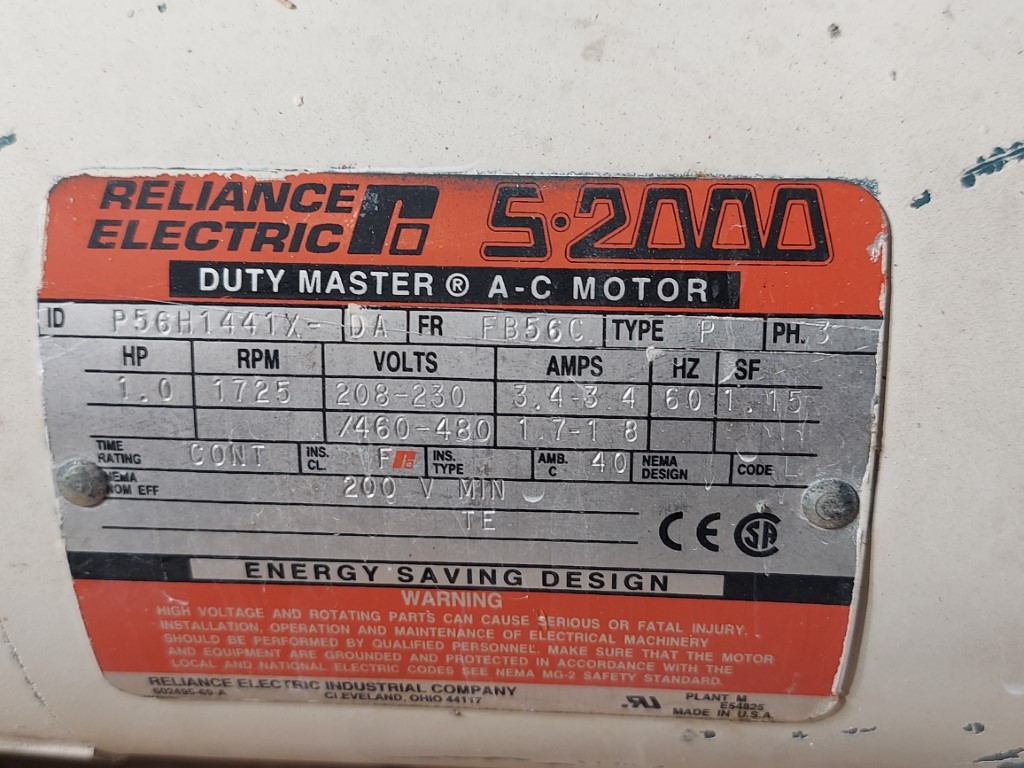 RELIANCE
ELECTRIC
S·2000
DUTY MASTER ® A-C MOTOR
ID P56H1441X-DA FR FB56C TYPE P PH. 3
HP RPM VOLTS AMPS HZ SF
1.0 1725 208-230 3.4-3.4 60 1.15
/460-480 1.7-1.8
TIME RATING CONT INS. CL. F INS. TYPE AMB. C 40 NEMA DESIGN CODE L
NEMA NOM EFF 200 V MIN
TE
CE SA
ENERGY SAVING DESIGN
WARNING
HIGH VOLTAGE AND ROTATING PARTS CAN CAUSE SERIOUS OR FATAL INJURY.
INSTALLATION, OPERATION AND MAINTENANCE OF ELECTRICAL MACHINERY
SHOULD BE PERFORMED BY QUALIFIED PERSONNEL. MAKE SURE THAT THE MOTOR
AND EQUIPMENT ARE GROUNDED AND PROTECTED IN ACCORDANCE WITH THE
LOCAL AND NATIONAL ELECTRIC CODES SEE NEMA MG-2 SAFETY STANDARD.
RELIANCE ELECTRIC INDUSTRIAL COMPANY
CLEVELAND, OHIO 44117
PLANT M
E54825
MADE IN U.S.A.